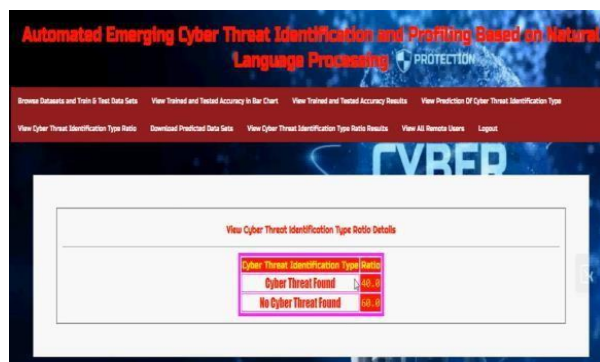 Automated Emerging Cyber Threat Identification and Profiling Based on Natural
Language Processing
PROTECTION
Browse Datasets and Train & Test Data Sets View Trained and Tested Accuracy in Bar Chart View Trained and Tested Accuracy Results View Prediction Of Cyber Threat Identification Type
View Cyber Threat Identification Type Ratio Download Predicted Data Sets View Cyber Threat Identification Type Ratio Results View All Remote Users Logout
CYBER
View Cyber Threat Identification Type Ratio Details
Cyber Threat Identification Type Ratio
Cyber Threat Found 40.0
No Cyber Threat Found 60.0